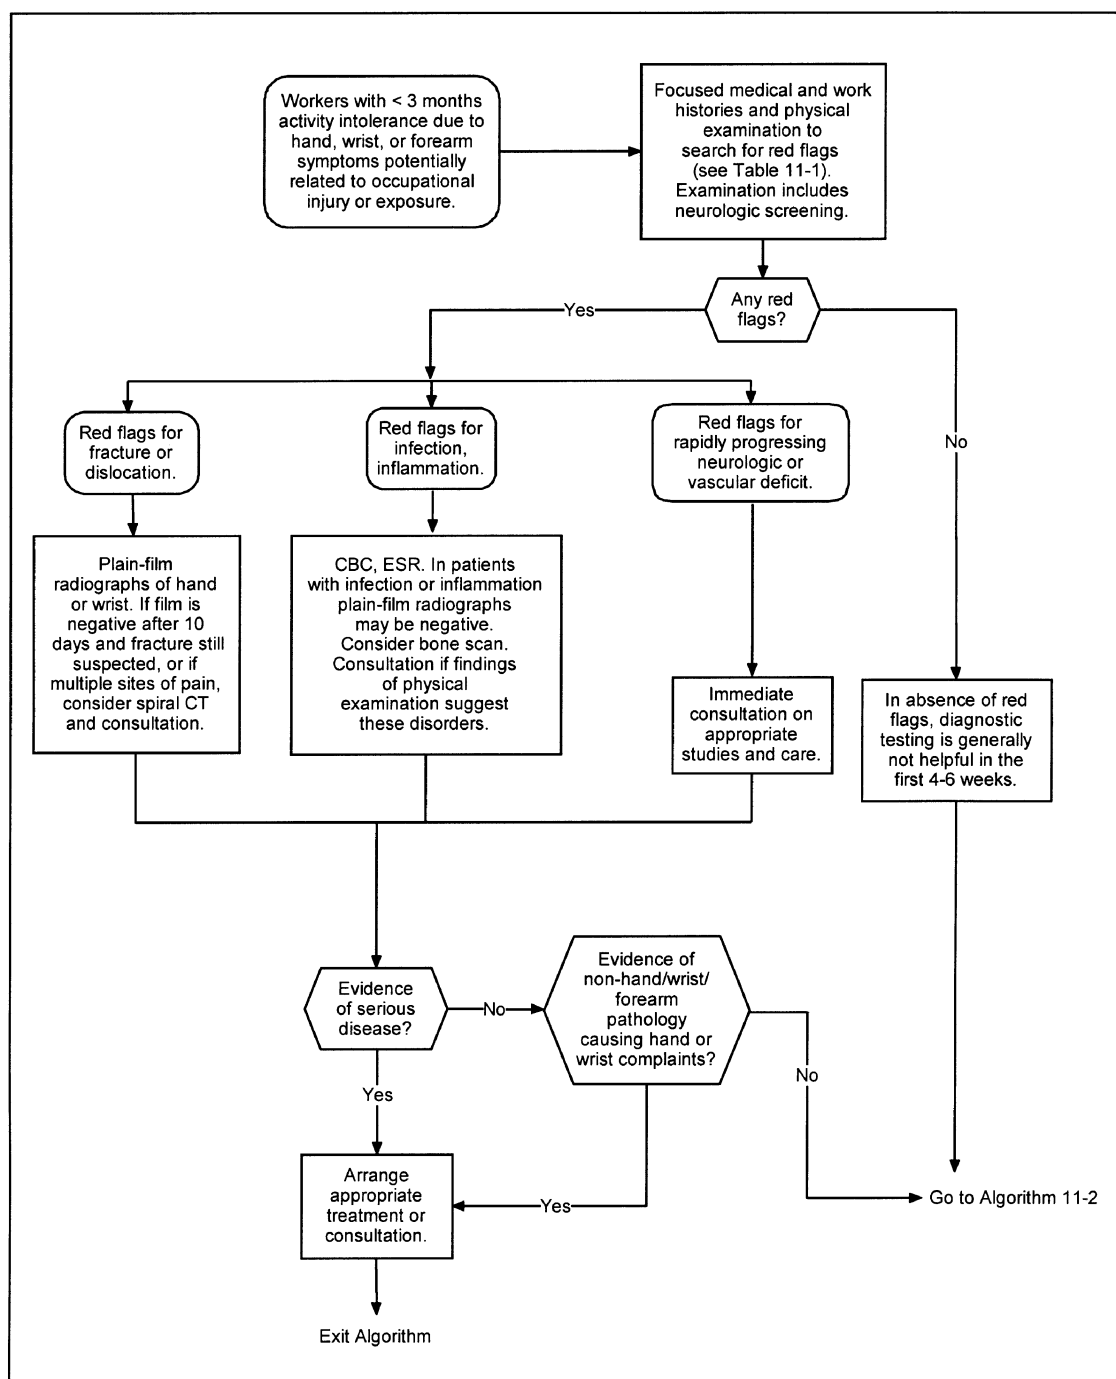 Workers with < 3 months
activity intolerance due to
hand, wrist, or forearm
symptoms potentially
related to occupational
injury or exposure.
Focused medical and work
histories and physical
examination to
search for red flags
(see Table 11-1).
Examination includes
neurologic screening.
Any red
flags?
Yes
No
Red flags for
fracture or
dislocation.
Red flags for
infection,
inflammation.
Red flags for
rapidly progressing
neurologic or
vascular deficit.
Plain-film
radiographs of hand
or wrist. If film is
negative after 10
days and fracture still
suspected, or if
multiple sites of pain,
consider spiral CT
and consultation.
CBC, ESR. In patients
with infection or inflammation
plain-film radiographs
may be negative.
Consider bone scan.
Consultation if findings
of physical
examination suggest
these disorders.
Immediate
consultation on
appropriate
studies and care.
In absence of red
flags, diagnostic
testing is generally
not helpful in the
first 4-6 weeks.
Evidence
of serious
disease?
No
Evidence of
non-hand/wrist/
forearm
pathology
causing hand or
wrist complaints?
No
Yes
Arrange
appropriate
treatment or
consultation.
Yes
Go to Algorithm 11-2
Exit Algorithm